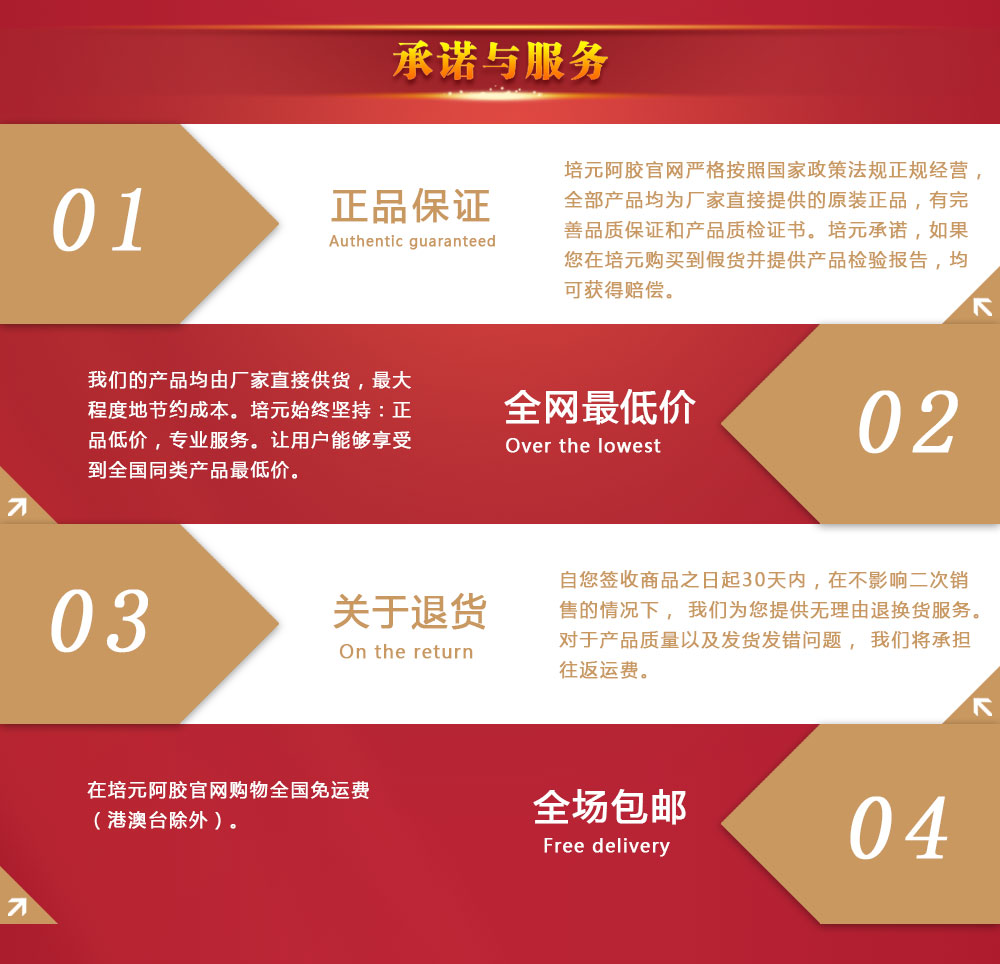 承诺与服务
01
正品保证
Authentic guaranteed
培元阿胶官网严格按照国家政策法规正规经营，
全部产品均为厂家直接提供的原装正品，有完
善品质保证和产品质检证书。培元承诺，如果
您在培元购买到假货并提供产品检验报告，均
可获得赔偿。
我们的产品均由厂家直接供货，最大
程度地节约成本。培元始终坚持：正
品低价，专业服务。让用户能够享受
到全国同类产品最低价。
全网最低价
Over the lowest
02
03
关于退货
On the return
自您签收商品之日起30天内，在不影响二次销
售的情况下， 我们为您提供无理由退换货服务。
对于产品质量以及发货发错问题， 我们将承担
往返运费。
在培元阿胶官网购物全国免运费
（港澳台除外）。
全场包邮
Free delivery
04